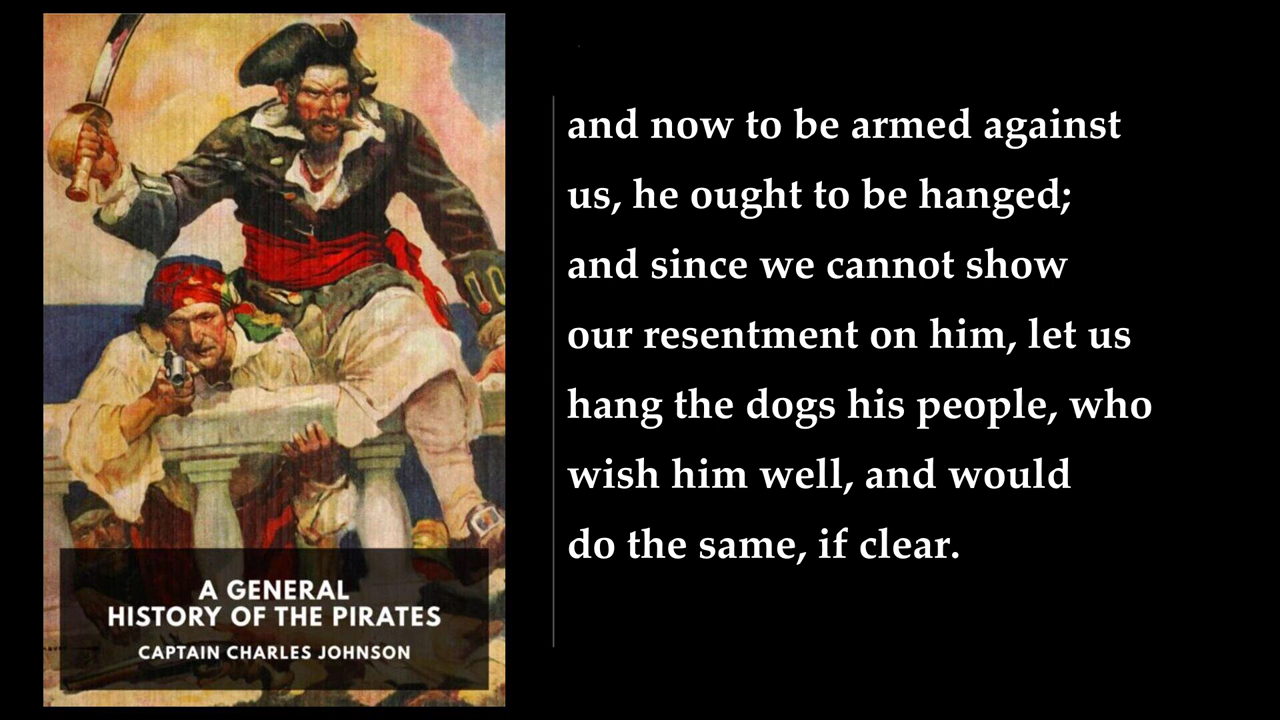 and now to be armed against
us, he ought to be hanged;
and since we cannot show
our resentment on him, let us
hang the dogs his people, who
wish him well, and would
do the same, if clear.
A GENERAL
HISTORY OF THE PIRATES
CAPTAIN CHARLES JOHNSON